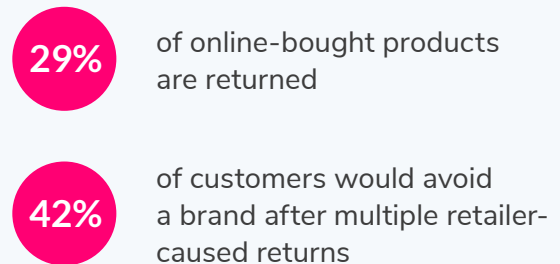 29%
of online-bought products
are returned
42%
of customers would avoid
a brand after multiple retailer-
caused returns